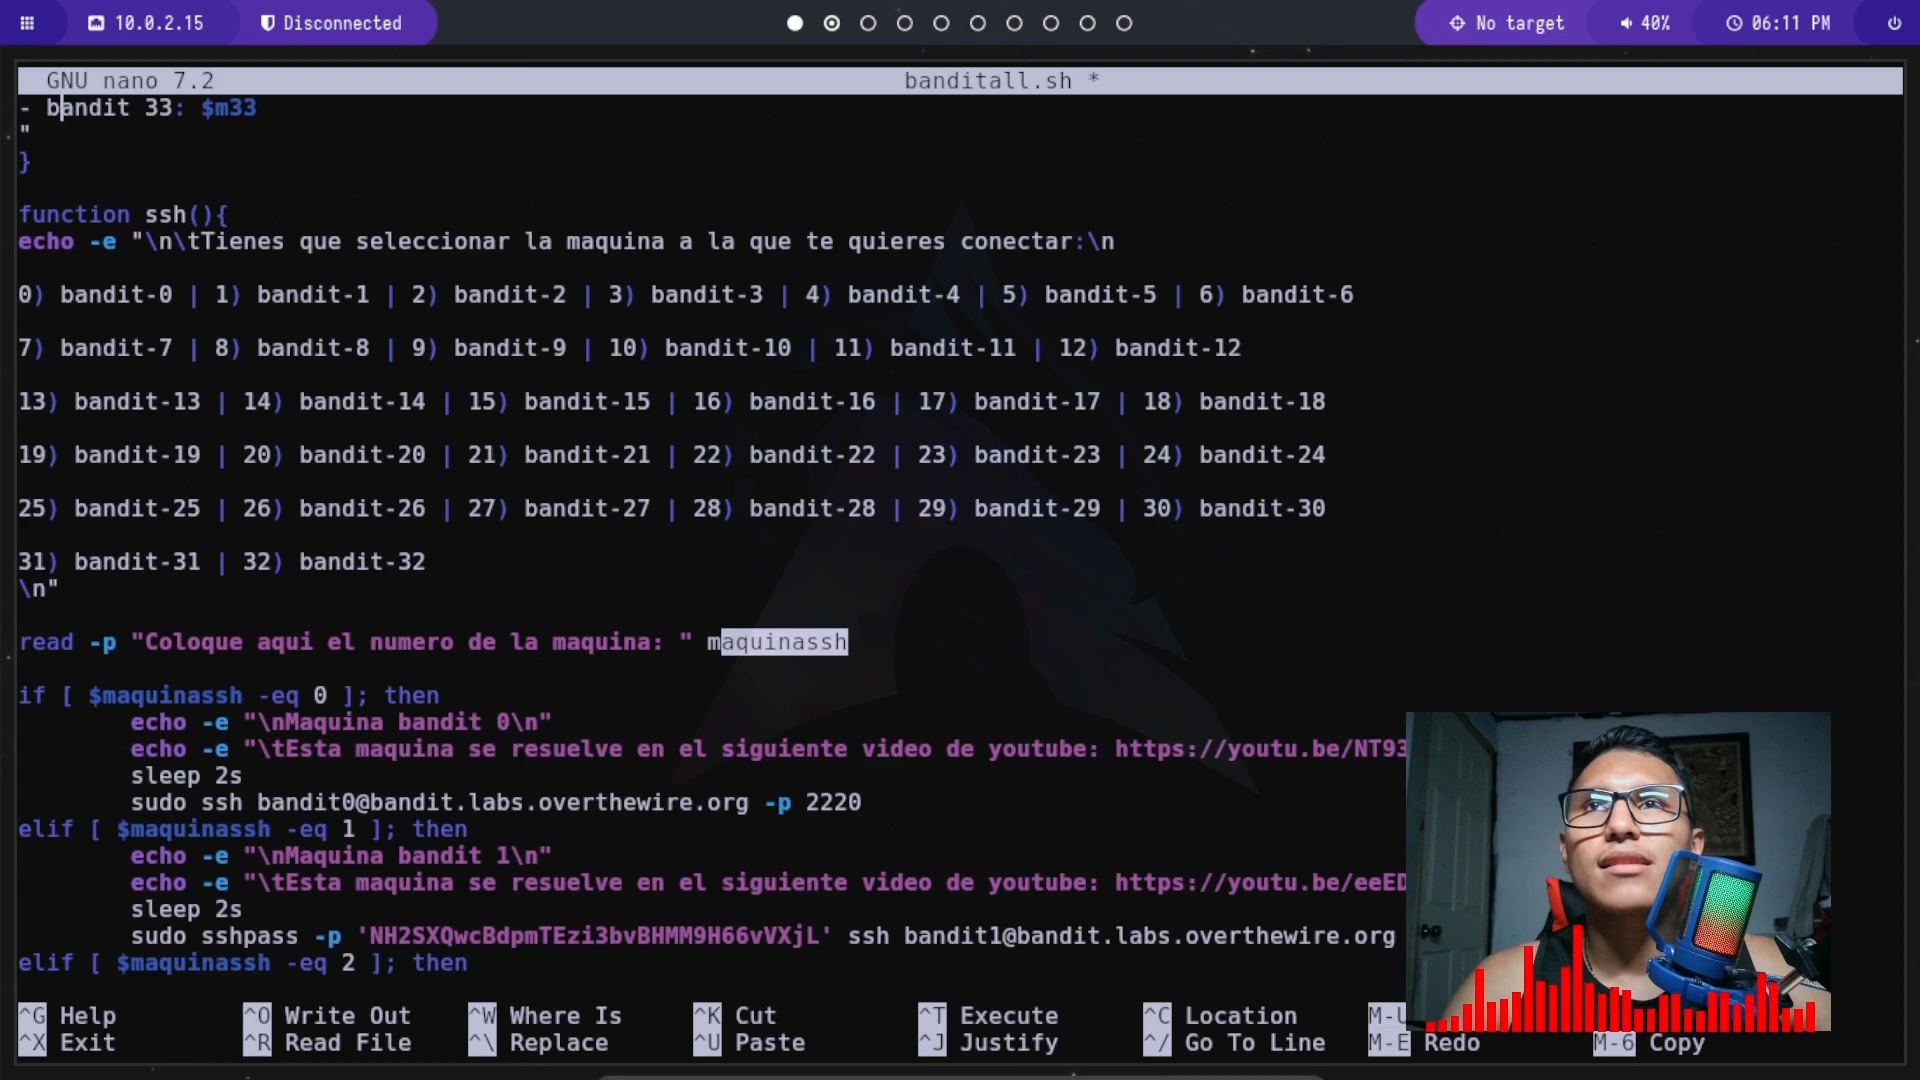 10.0.2.15 Disconnected No target 40% 06:11 PM
GNU nano 7.2 banditall.sh *
- bandit 33: $m33
"
}
function ssh(){
echo -e "\n\tTienes que seleccionar la maquina a la que te quieres conectar:\n
0) bandit-0 | 1) bandit-1 | 2) bandit-2 | 3) bandit-3 | 4) bandit-4 | 5) bandit-5 | 6) bandit-6
7) bandit-7 | 8) bandit-8 | 9) bandit-9 | 10) bandit-10 | 11) bandit-11 | 12) bandit-12
13) bandit-13 | 14) bandit-14 | 15) bandit-15 | 16) bandit-16 | 17) bandit-17 | 18) bandit-18
19) bandit-19 | 20) bandit-20 | 21) bandit-21 | 22) bandit-22 | 23) bandit-23 | 24) bandit-24
25) bandit-25 | 26) bandit-26 | 27) bandit-27 | 28) bandit-28 | 29) bandit-29 | 30) bandit-30
31) bandit-31 | 32) bandit-32
\n"
read -p "Coloque aqui el numero de la maquina: " maquinassh
if [ $maquinassh -eq 0 ]; then
echo -e "\nMaquina bandit 0\n"
echo -e "\tEsta maquina se resuelve en el siguiente video de youtube: https://youtu.be/NT93
sleep 2s
sudo ssh bandit0@bandit.labs.overthewire.org -p 2220
elif [ $maquinassh -eq 1 ]; then
echo -e "\nMaquina bandit 1\n"
echo -e "\tEsta maquina se resuelve en el siguiente video de youtube: https://youtu.be/eeED
sleep 2s
sudo sshpass -p 'NH2SXQwcBdpmTEzi3bvBHMM9H66vVXjL' ssh bandit1@bandit.labs.overthewire.org
elif [ $maquinassh -eq 2 ]; then
^G Help ^O Write Out ^W Where Is ^K Cut ^T Execute ^C Location M-U
^X Exit ^R Read File ^\ Replace ^U Paste ^J Justify ^/ Go To Line M-E Redo M-6 Copy